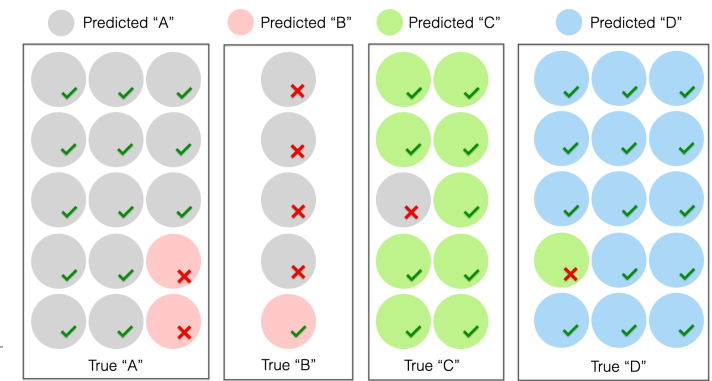 Predicted “A” Predicted “B” Predicted “C” Predicted “D”
True “A” True “B” True “C” True “D”